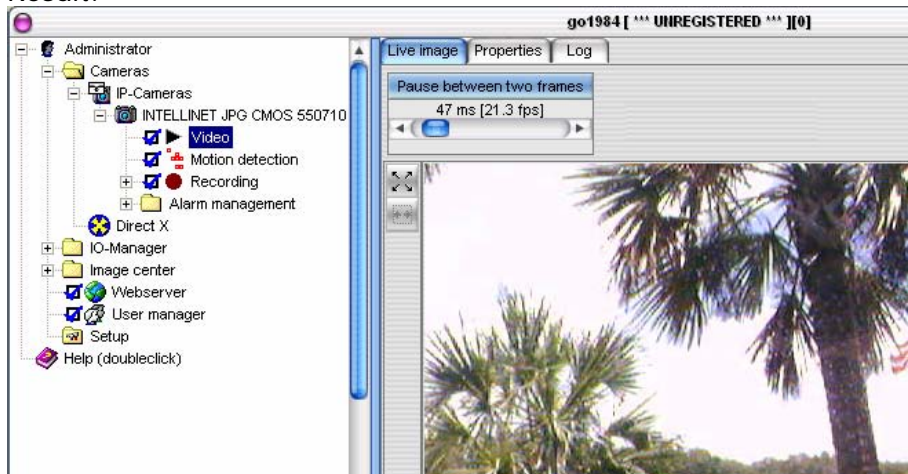 Result:
go1984 [ *** UNREGISTERED *** ][0]
Administrator
Cameras
IP-Cameras
INTELLINET JPG CMOS 550710
Video
Motion detection
Recording
Alarm management
Direct X
IO-Manager
Image center
Webserver
User manager
Setup
Help (doubleclick)
Live image Properties Log
Pause between two frames
47 ms [21.3 fps]